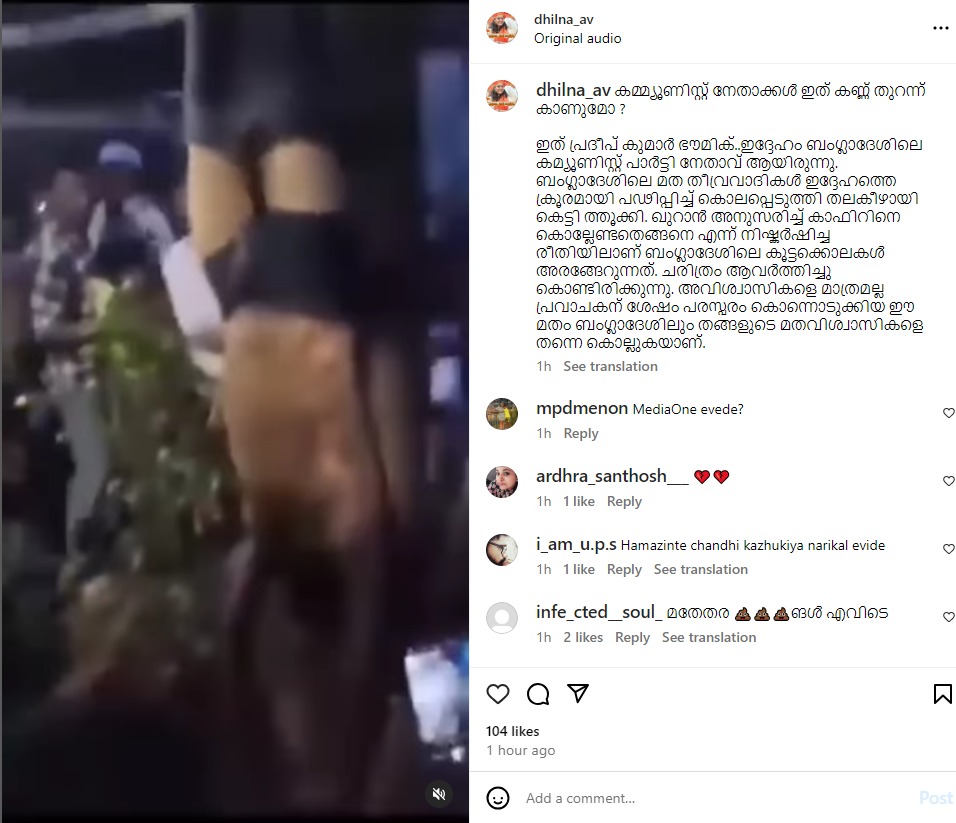 dhilna_av
Original audio
dhilna_av കമ്മ്യൂണിസ്റ്റ് നേതാക്കൾ ഇത് കണ്ണ് തുറന്ന്
കാണുമോ ?
ഇത് പ്രദീപ് കുമാർ ഭൗമിക്..ഇദ്ദേഹം ബംഗ്ലാദേശിലെ
കമ്യൂണിസ്റ്റ് പാർട്ടി നേതാവ് ആയിരുന്നു.
ബംഗ്ലാദേശിലെ മത തീവ്രവാദികൾ ഇദ്ദേഹത്തെ
ക്രൂരമായി പഢിപ്പിച്ച് കൊലപ്പെടുത്തി തലകീഴായി
കെട്ടി ത്തൂക്കി. ഖുറാൻ അനുസരിച്ച് കാഫിറിനെ
കൊല്ലേണ്ടതെങ്ങനെ എന്ന് നിഷ്കർഷിച്ച
രീതിയിലാണ് ബംഗ്ലാദേശിലെ കൂട്ടക്കൊലകൾ
അരങ്ങേറുന്നത്. ചരിത്രം ആവർത്തിച്ചു
കൊണ്ടിരിക്കുന്നു. അവിശ്വാസികളെ മാത്രമല്ല
പ്രവാചകന് ശേഷം പരസ്പരം കൊന്നൊടുക്കിയ ഈ
മതം ബംഗ്ലാദേശിലും തങ്ങളുടെ മതവിശ്വാസികളെ
തന്നെ കൊല്ലുകയാണ്.
1h See translation
mpdmenon MediaOne evede?
1h Reply
ardhra_santhosh___ 💔💔
1h 1 like Reply
i_am_u.p.s Hamazinte chandhi kazhukiya narikal evide
1h 1 like Reply See translation
infe_cted__soul_ മതേതര 💩💩💩ങൾ എവിടെ
1h 2 likes Reply See translation
104 likes
1 hour ago
Add a comment...
Post